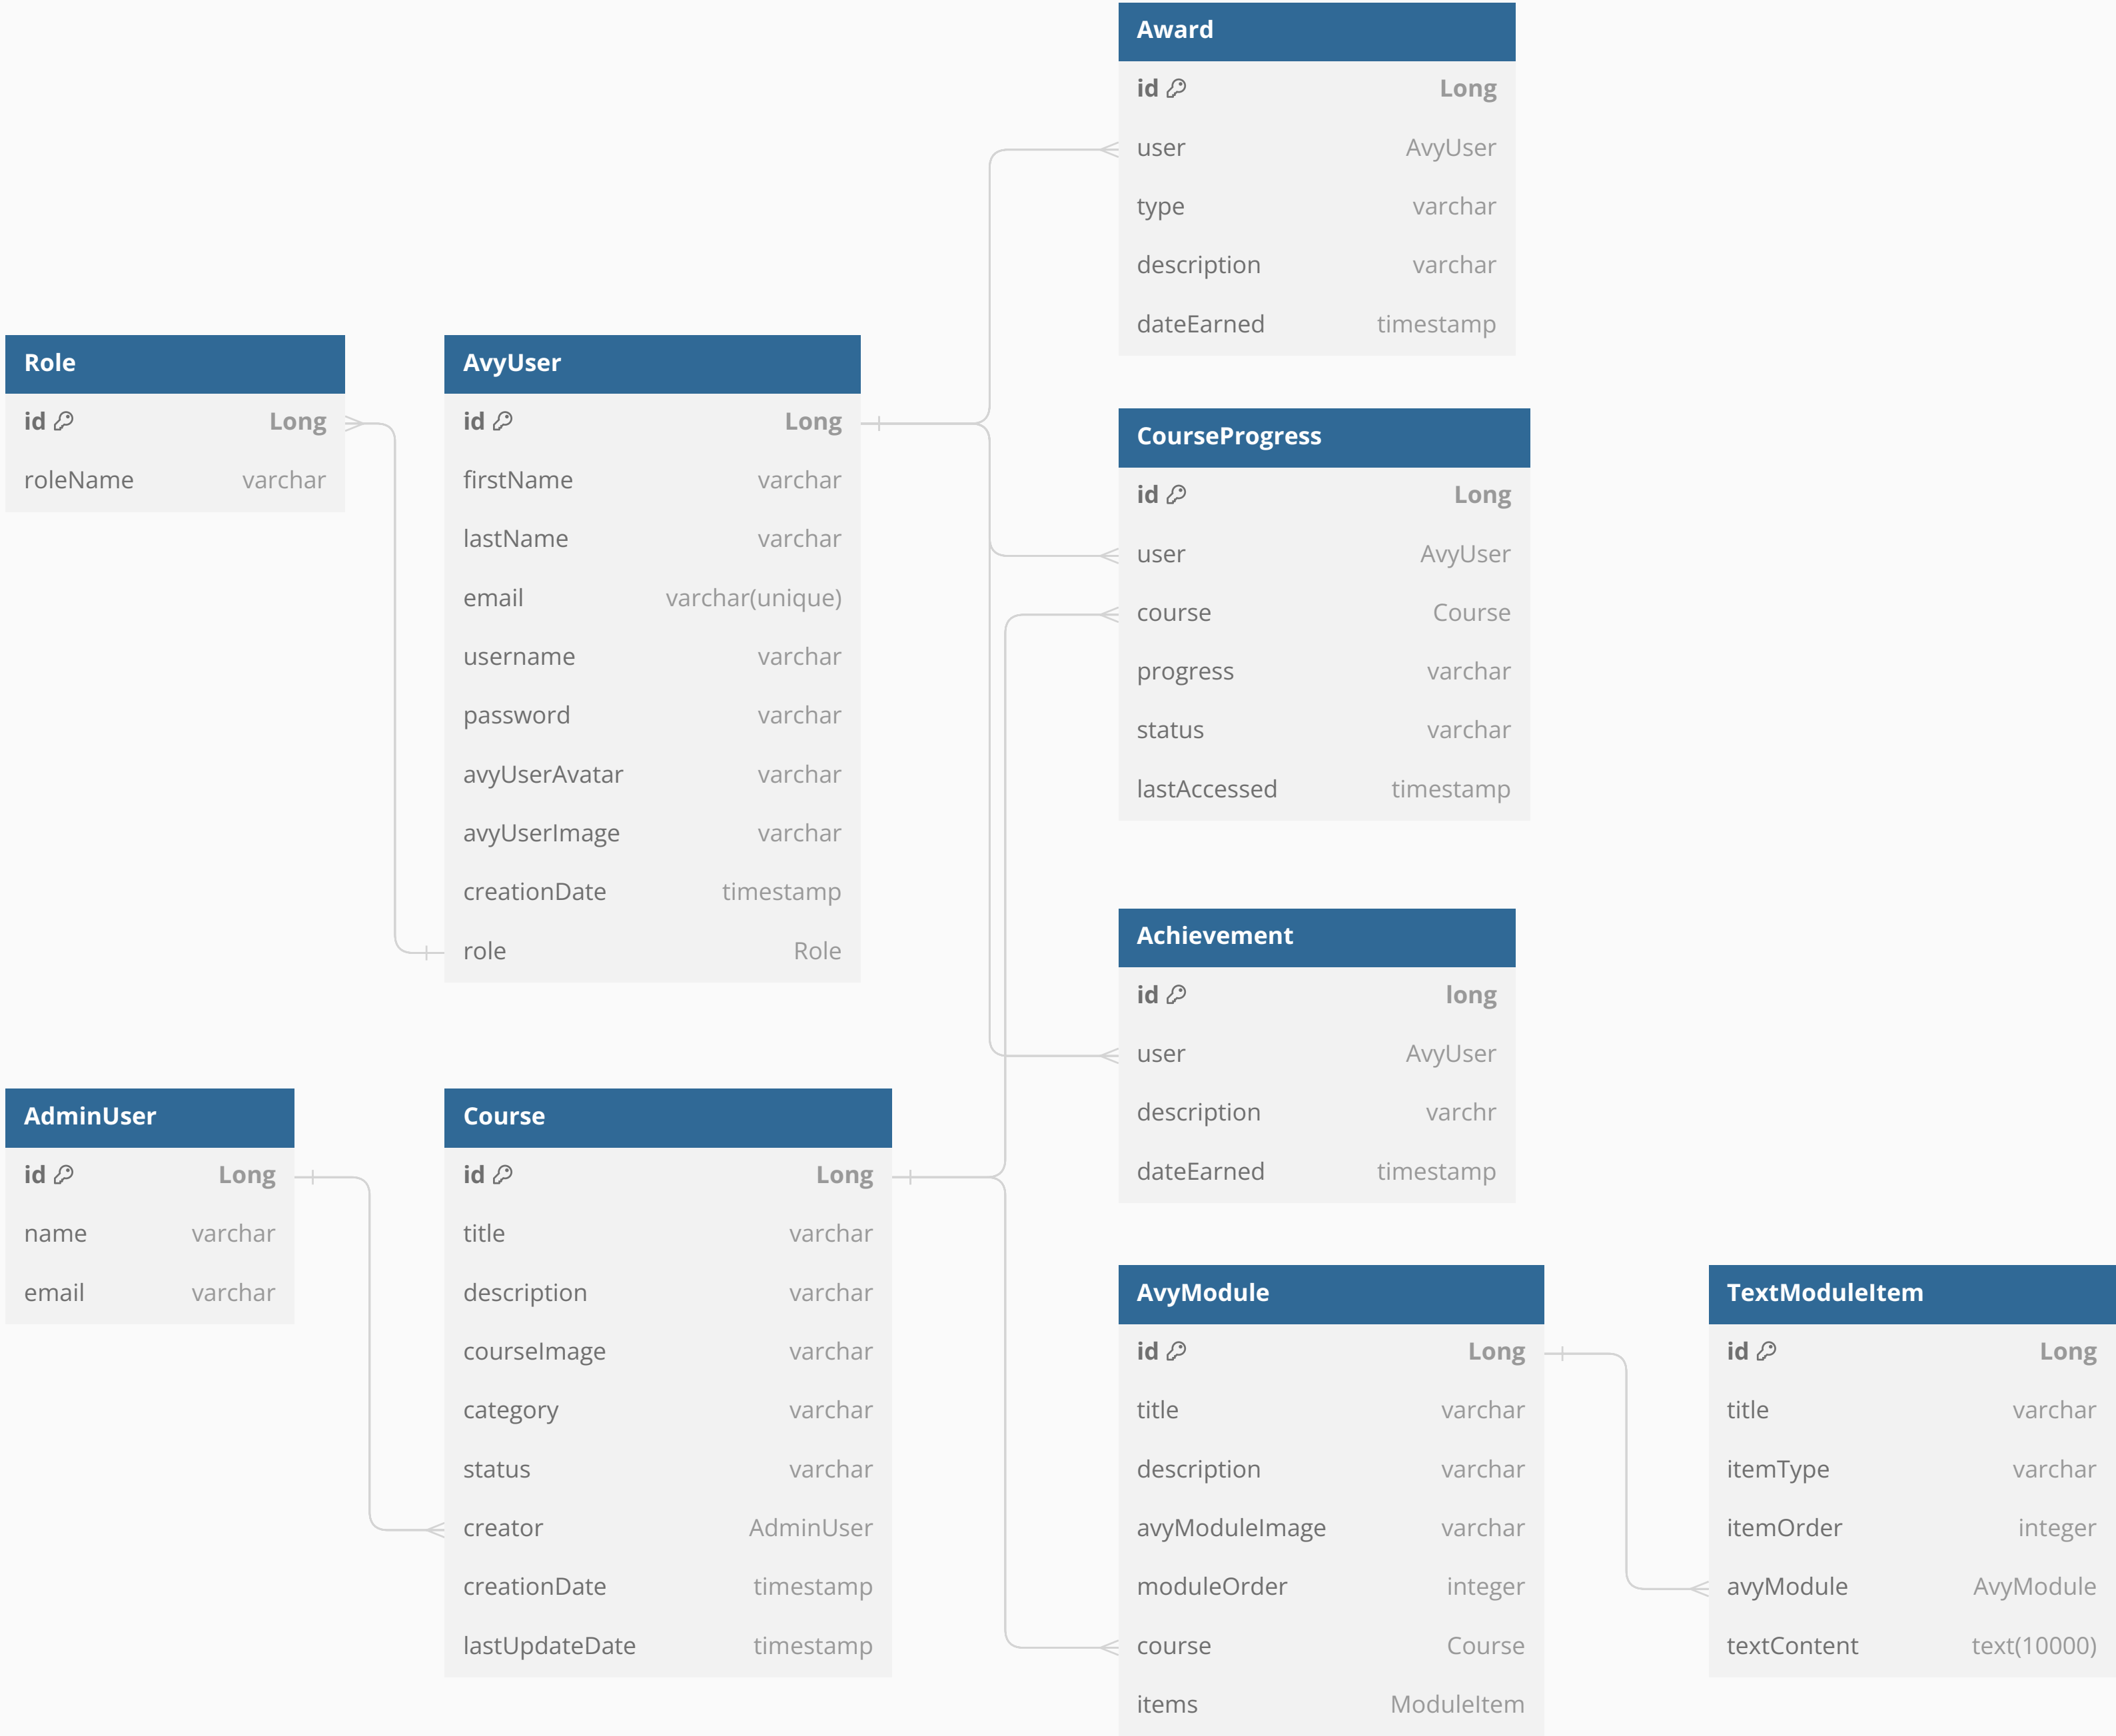 Award
id Long
user AvyUser
type varchar
description varchar
dateEarned timestamp
Role
id Long
roleName varchar
AvyUser
id Long
firstName varchar
lastName varchar
email varchar(unique)
username varchar
password varchar
avyUserAvatar varchar
avyUserImage varchar
creationDate timestamp
role Role
CourseProgress
id Long
user AvyUser
course Course
progress varchar
status varchar
lastAccessed timestamp
Achievement
id long
user AvyUser
description varchr
dateEarned timestamp
AdminUser
id Long
name varchar
email varchar
Course
id Long
title varchar
description varchar
courseImage varchar
category varchar
status varchar
creator AdminUser
creationDate timestamp
lastUpdateDate timestamp
AvyModule
id Long
title varchar
description varchar
avyModuleImage varchar
moduleOrder integer
course Course
items ModuleItem
TextModuleItem
id Long
title varchar
itemType varchar
itemOrder integer
avyModule AvyModule
textContent text(10000)